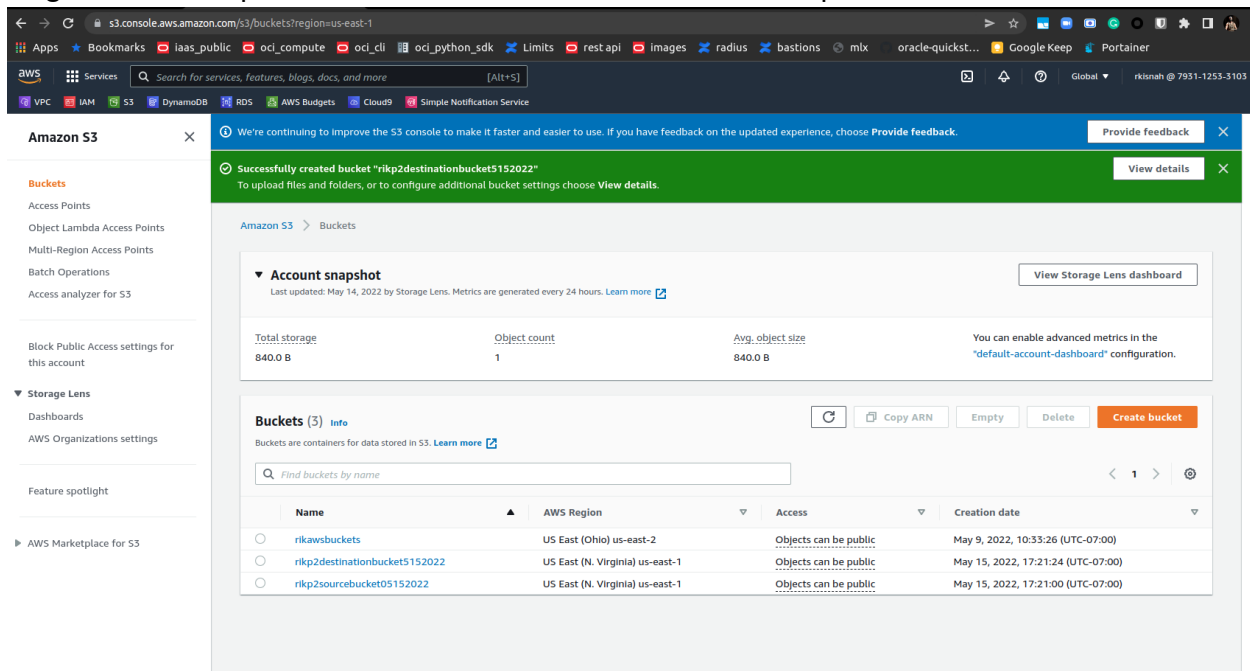 s3.console.aws.amazon.com/s3/buckets?region=us-east-1
Apps Bookmarks iaas_public oci_compute oci_cli oci_python_sdk Limits rest api images radius bastions mlx oracle-quickst... Google Keep Portainer
aws Services Search for services, features, blogs, docs, and more [Alt+S] Global ▼ rkisnah @ 7931-1253-3103
VPC IAM S3 DynamoDB RDS AWS Budgets Cloud9 Simple Notification Service
Amazon S3
We're continuing to improve the S3 console to make it faster and easier to use. If you have feedback on the updated experience, choose Provide feedback. Provide feedback
Successfully created bucket "rikp2destinationbucket5152022" View details
To upload files and folders, or to configure additional bucket settings choose View details.
Buckets
Access Points
Object Lambda Access Points
Multi-Region Access Points
Batch Operations
Access analyzer for S3
Block Public Access settings for
this account
Storage Lens
Dashboards
AWS Organizations settings
Feature spotlight
AWS Marketplace for S3
Amazon S3 > Buckets
Account snapshot View Storage Lens dashboard
Last updated: May 14, 2022 by Storage Lens. Metrics are generated every 24 hours. Learn more
Total storage Object count Avg. object size You can enable advanced metrics in the
840.0 B 1 840.0 B "default-account-dashboard" configuration.
Buckets (3) Info Copy ARN Empty Delete Create bucket
Buckets are containers for data stored in S3. Learn more
Find buckets by name < 1 >
Name AWS Region Access Creation date
rikawsbuckets US East (Ohio) us-east-2 Objects can be public May 9, 2022, 10:33:26 (UTC-07:00)
rikp2destinationbucket5152022 US East (N. Virginia) us-east-1 Objects can be public May 15, 2022, 17:21:24 (UTC-07:00)
rikp2sourcebucket05152022 US East (N. Virginia) us-east-1 Objects can be public May 15, 2022, 17:21:00 (UTC-07:00)